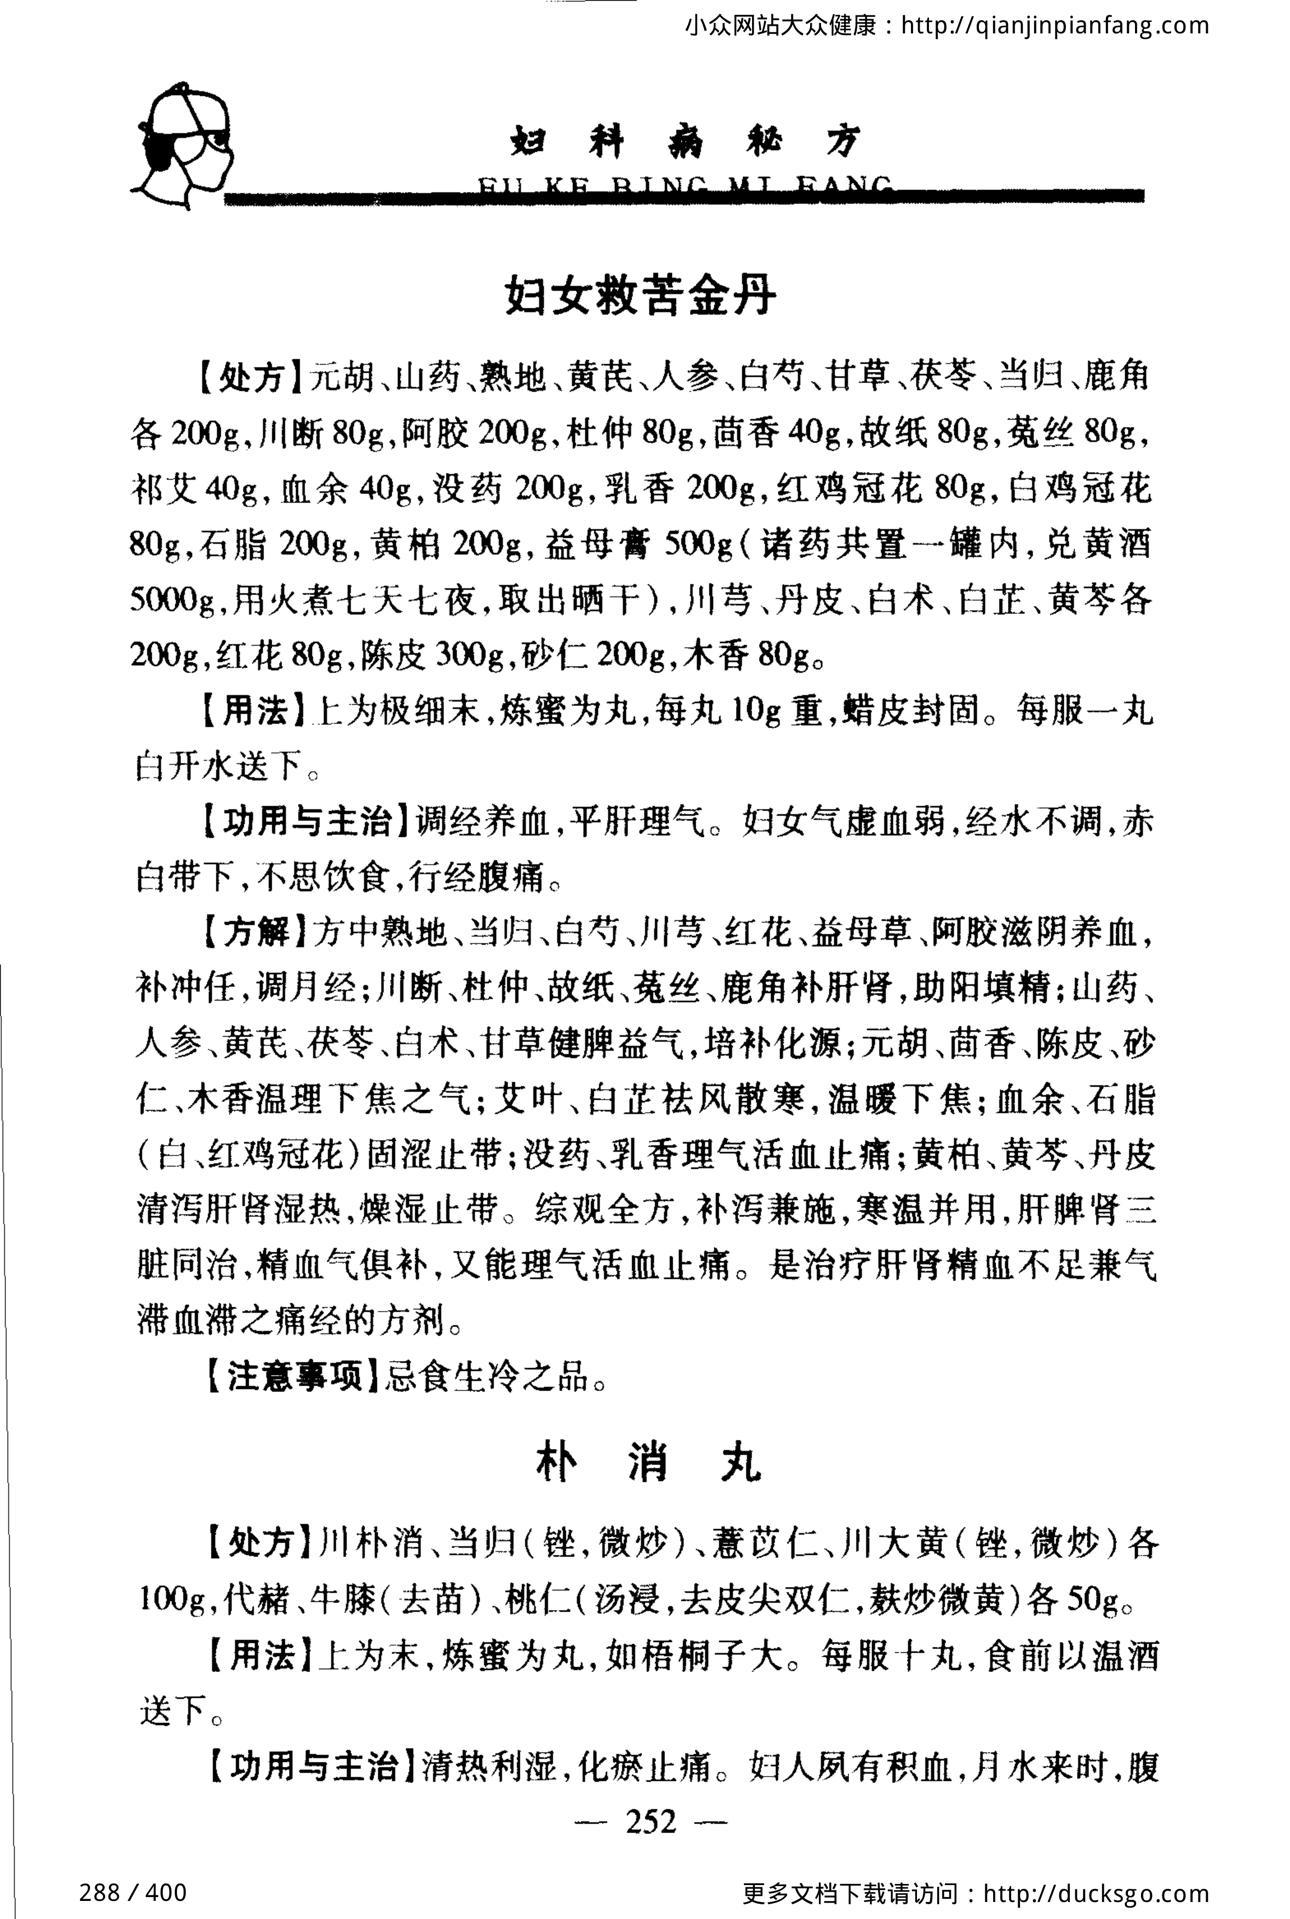 小众网站大众健康：http://qianjinpianfang.com
妇科病秘方
FU KE BING MI FANG
妇女救苦金丹
【处方】元胡、山药、熟地、黄芪、人参、白芍、甘草、茯苓、当归、鹿角
各200g,川断80g,阿胶200g,杜仲80g,茴香40g,故纸80g,菟丝80g,
祁艾40g,血余40g,没药200g,乳香200g,红鸡冠花80g,白鸡冠花
80g,石脂200g,黄柏200g,益母膏500g(诸药共置一罐内,兑黄酒
5000g,用火煮七天七夜,取出晒干),川芎、丹皮、白术、白芷、黄芩各
200g,红花80g,陈皮300g,砂仁200g,木香80g。
【用法】上为极细末,炼蜜为丸,每丸10g重,蜡皮封固。每服一丸
白开水送下。
【功用与主治】调经养血,平肝理气。妇女气虚血弱,经水不调,赤
白带下,不思饮食,行经腹痛。
【方解】方中熟地、当归、白芍、川芎、红花、益母草、阿胶滋阴养血,
补冲任,调月经;川断、杜仲、故纸、菟丝、鹿角补肝肾,助阳填精;山药、
人参、黄芪、茯苓、白术、甘草健脾益气,培补化源;元胡、茴香、陈皮、砂
仁、木香温理下焦之气;艾叶、白芷祛风散寒,温暖下焦;血余、石脂
(白、红鸡冠花)固涩止带;没药、乳香理气活血止痛;黄柏、黄芩、丹皮
清泻肝肾湿热,燥湿止带。综观全方,补泻兼施,寒温并用,肝脾肾三
脏同治,精血气俱补,又能理气活血止痛。是治疗肝肾精血不足兼气
滞血滞之痛经的方剂。
【注意事项】忌食生冷之品。
朴消丸
【处方】川朴消、当归(锉,微炒)、薏苡仁、川大黄(锉,微炒)各
100g,代赭、牛膝(去苗)、桃仁(汤浸,去皮尖双仁,麸炒微黄)各50g。
【用法】上为末,炼蜜为丸,如梧桐子大。每服十丸,食前以温酒
送下。
【功用与主治】清热利湿,化瘀止痛。妇人夙有积血,月水来时,腹
— 252 —
288 / 400
更多文档下载请访问：http://ducksgo.com